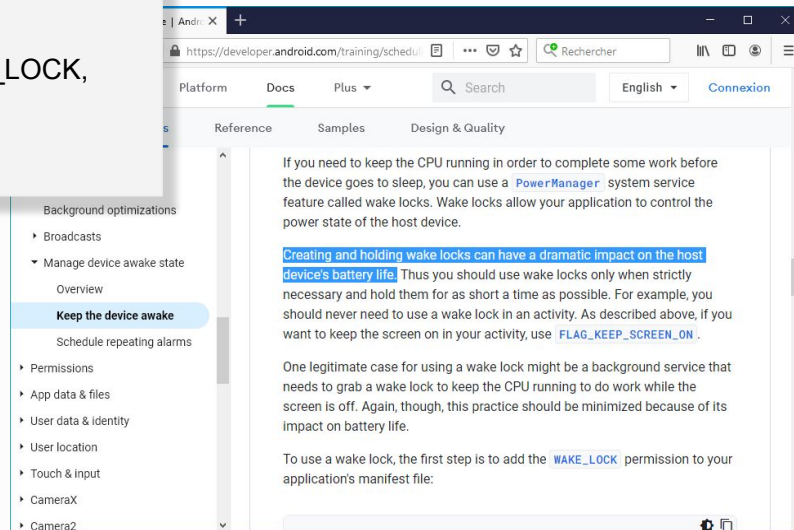 _LOCK,
| Andr
https://developer.android.com/training/schedul
Rechercher
Platform Docs Plus
Search
English
Connexion
Reference Samples Design & Quality
Background optimizations
Broadcasts
Manage device awake state
Overview
Keep the device awake
Schedule repeating alarms
Permissions
App data & files
User data & identity
User location
Touch & input
CameraX
Camera2
If you need to keep the CPU running in order to complete some work before
the device goes to sleep, you can use a PowerManager system service
feature called wake locks. Wake locks allow your application to control the
power state of the host device.
Creating and holding wake locks can have a dramatic impact on the host
device's battery life. Thus you should use wake locks only when strictly
necessary and hold them for as short a time as possible. For example, you
should never need to use a wake lock in an activity. As described above, if you
want to keep the screen on in your activity, use FLAG_KEEP_SCREEN_ON.
One legitimate case for using a wake lock might be a background service that
needs to grab a wake lock to keep the CPU running to do work while the
screen is off. Again, though, this practice should be minimized because of its
impact on battery life.
To use a wake lock, the first step is to add the WAKE_LOCK permission to your
application's manifest file: